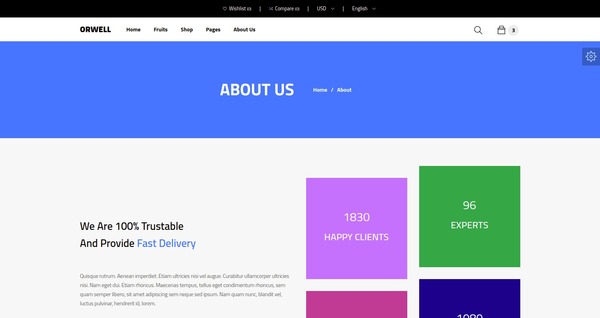 Wishlist (0) | Compare (0) | USD | English
ORWELL Home Fruits Shop Pages About Us 3
ABOUT US Home / About
96
EXPERTS
1830
HAPPY CLIENTS
We Are 100% Trustable
And Provide Fast Delivery
Quisque rutrum. Aenean imperdiet. Etiam ultricies nisi vel augue. Curabitur ullamcorper ultricies
nisi. Nam eget dui. Etiam rhoncus. Maecenas tempus, tellus eget condimentum rhoncus, sem
quam semper libero, sit amet adipiscing sem neque sed ipsum. Nam quam nunc, blandit vel,
luctus pulvinar, hendrerit id, lorem.
1080